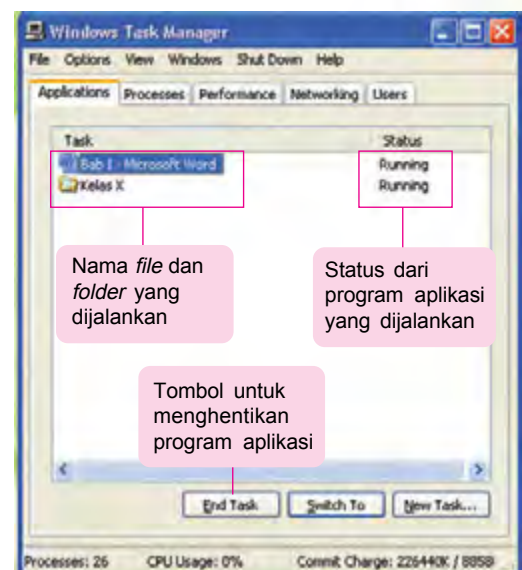 Windows Task Manager
File Options View Windows Shut Down Help
Applications Processes Performance Networking Users
Task Status
Bab I - Microsoft Word Running
Kelas X Running
Nama file dan
folder yang
dijalankan
Status dari
program aplikasi
yang dijalankan
Tombol untuk
menghentikan
program aplikasi
End Task Switch To New Task...
Processes: 26 CPU Usage: 0% Commit Charge: 226440K / 8858